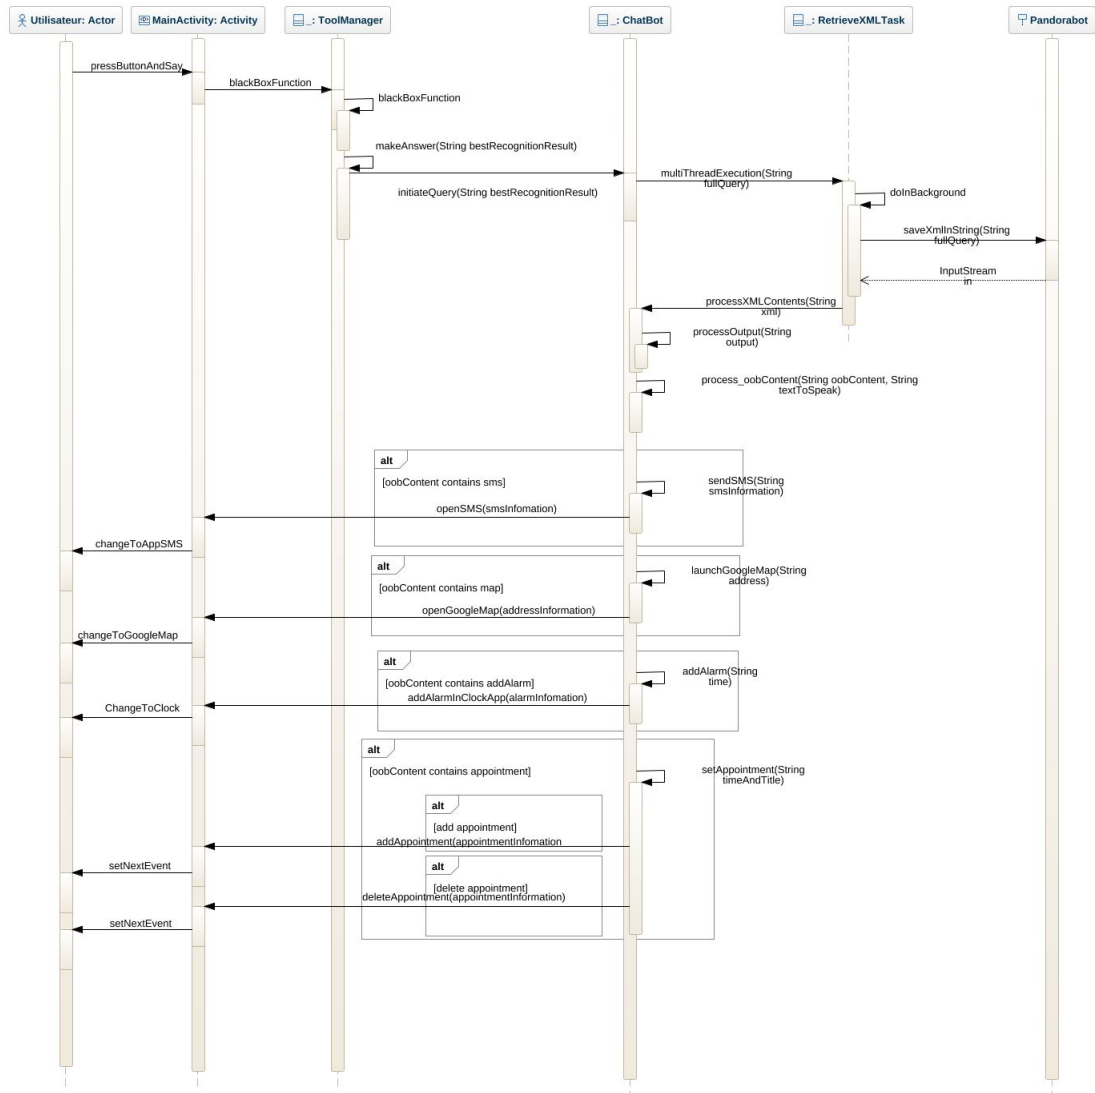 Utilisateur: Actor
MainActivity: Activity
_: ToolManager
_: ChatBot
_: RetrieveXMLTask
Pandorabot
pressButtonAndSay
blackBoxFunction
blackBoxFunction
makeAnswer(String bestRecognitionResult)
initiateQuery(String bestRecognitionResult)
multiThreadExecution(String
fullQuery)
doInBackground
saveXmlInString(String
fullQuery)
InputStream
in
processXMLContents(String
xml)
processOutput(String
output)
process_oobContent(String oobContent, String
textToSpeak)
alt
[oobContent contains sms]
sendSMS(String
smsInformation)
openSMS(smsInfomation)
changeToAppSMS
alt
[oobContent contains map]
launchGoogleMap(String
address)
openGoogleMap(addressInformation)
changeToGoogleMap
alt
[oobContent contains addAlarm]
addAlarm(String
time)
addAlarmInClockApp(alarmInfomation)
ChangeToClock
alt
[oobContent contains appointment]
setAppointment(String
timeAndTitle)
alt
[add appointment]
addAppointment(appointmentInfomation
setNextEvent
alt
[delete appointment]
deleteAppointment(appointmentInformation)
setNextEvent